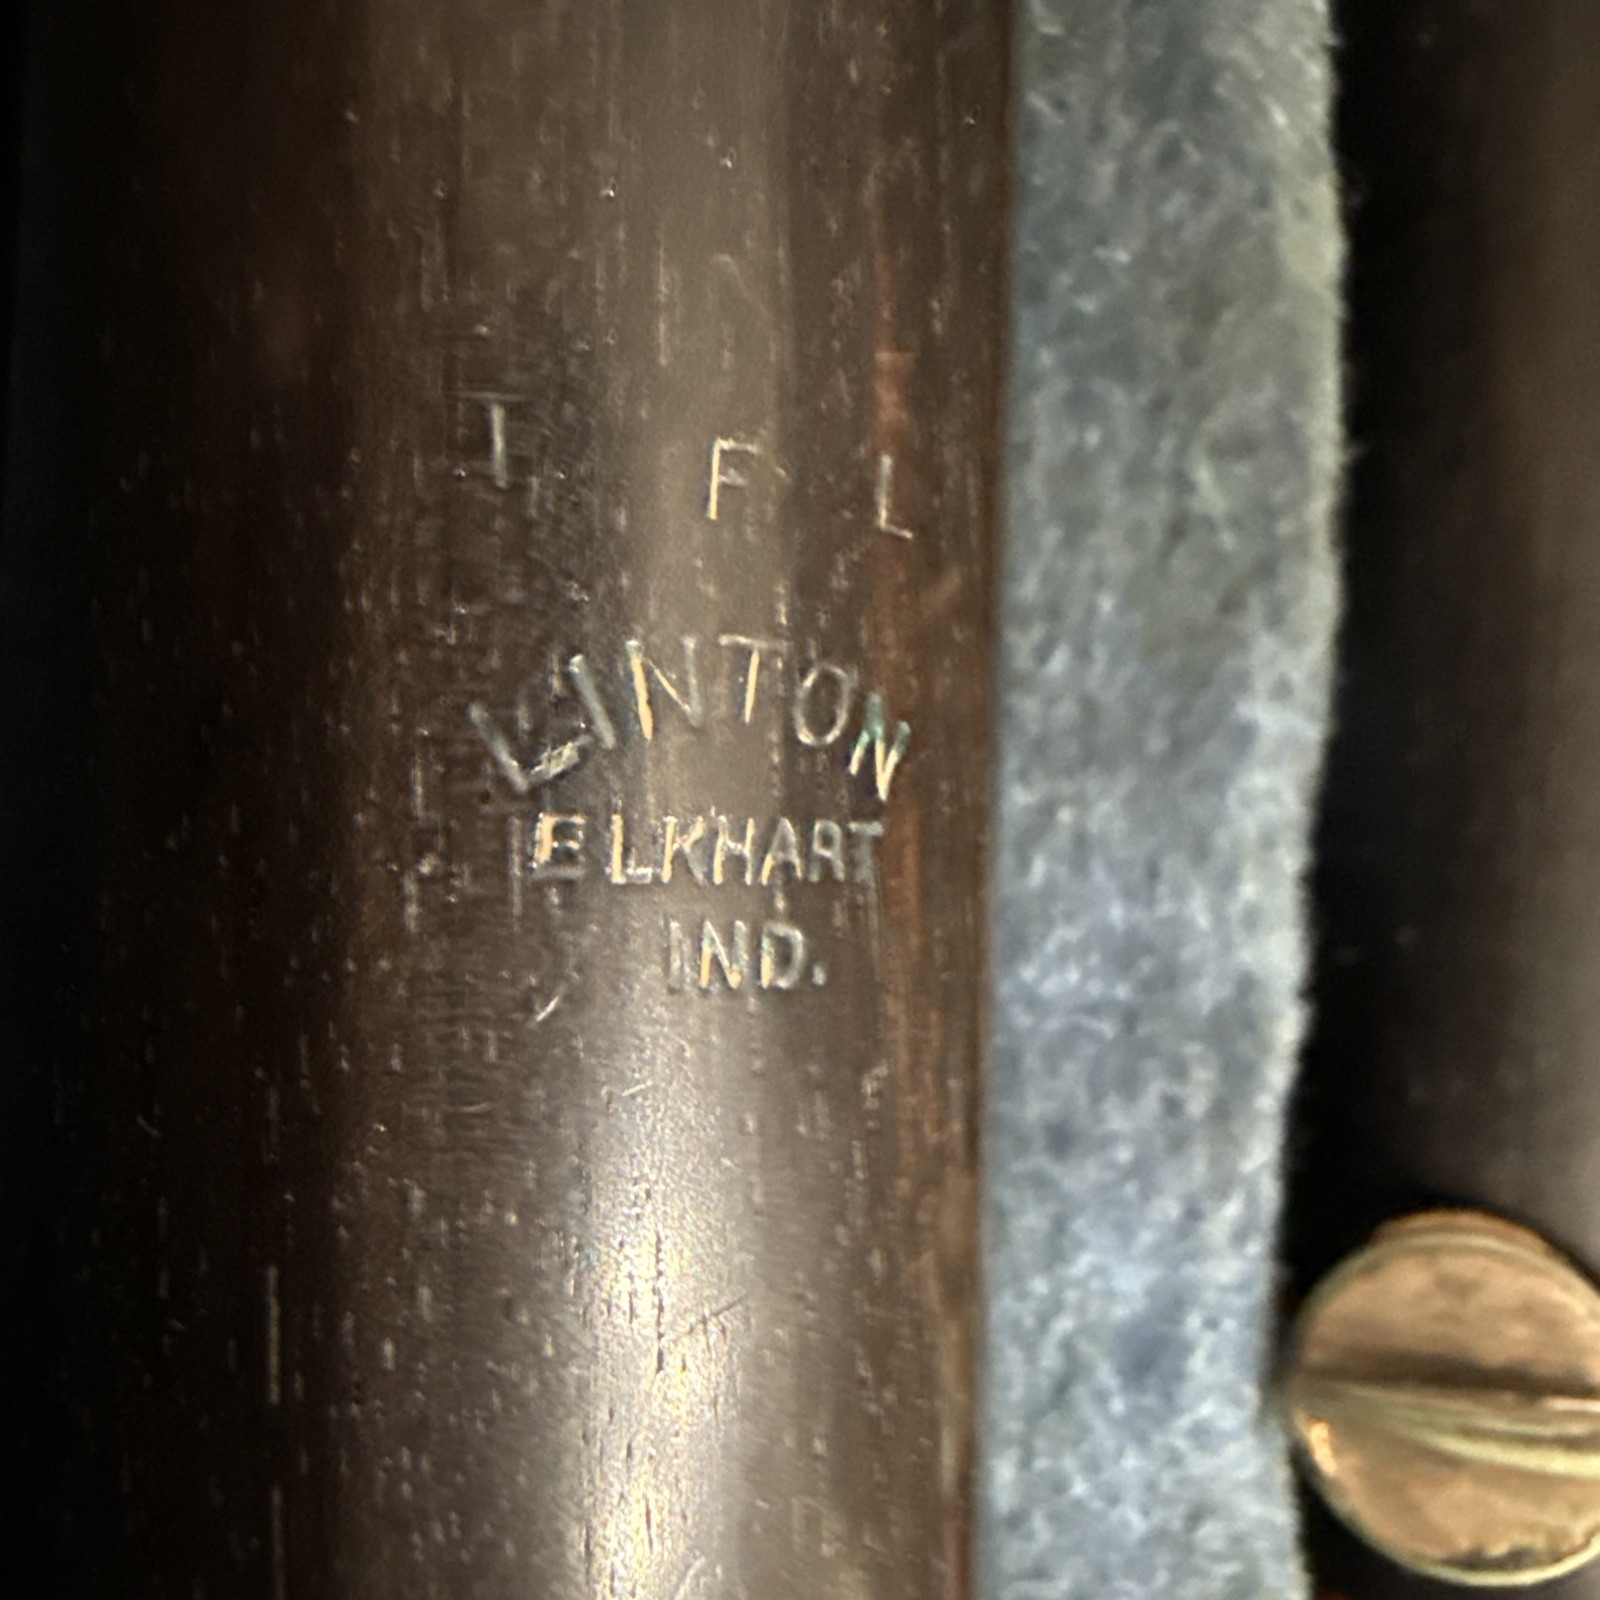 T F L
LINTON
ELKHART
IND.